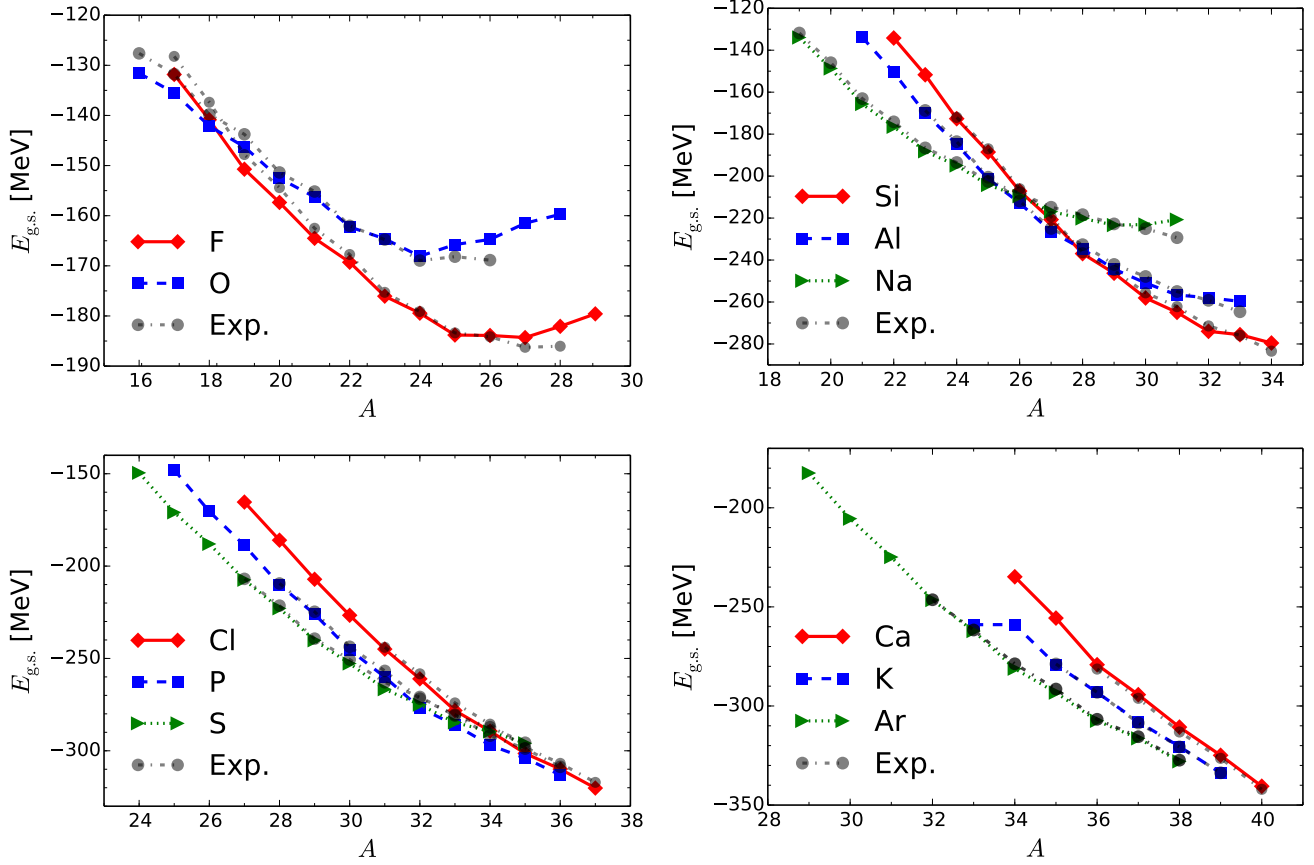 −120
−130
−140
−150
−160
−170
−180
−190
E_g.s. [MeV]
F
O
Exp.
16 18 20 22 24 26 28 30
A
−120
−140
−160
−180
−200
−220
−240
−260
−280
E_g.s. [MeV]
Si
Al
Na
Exp.
18 20 22 24 26 28 30 32 34
A
−150
−200
−250
−300
E_g.s. [MeV]
Cl
P
S
Exp.
24 26 28 30 32 34 36 38
A
−200
−250
−300
−350
E_g.s. [MeV]
Ca
K
Ar
Exp.
28 30 32 34 36 38 40
A